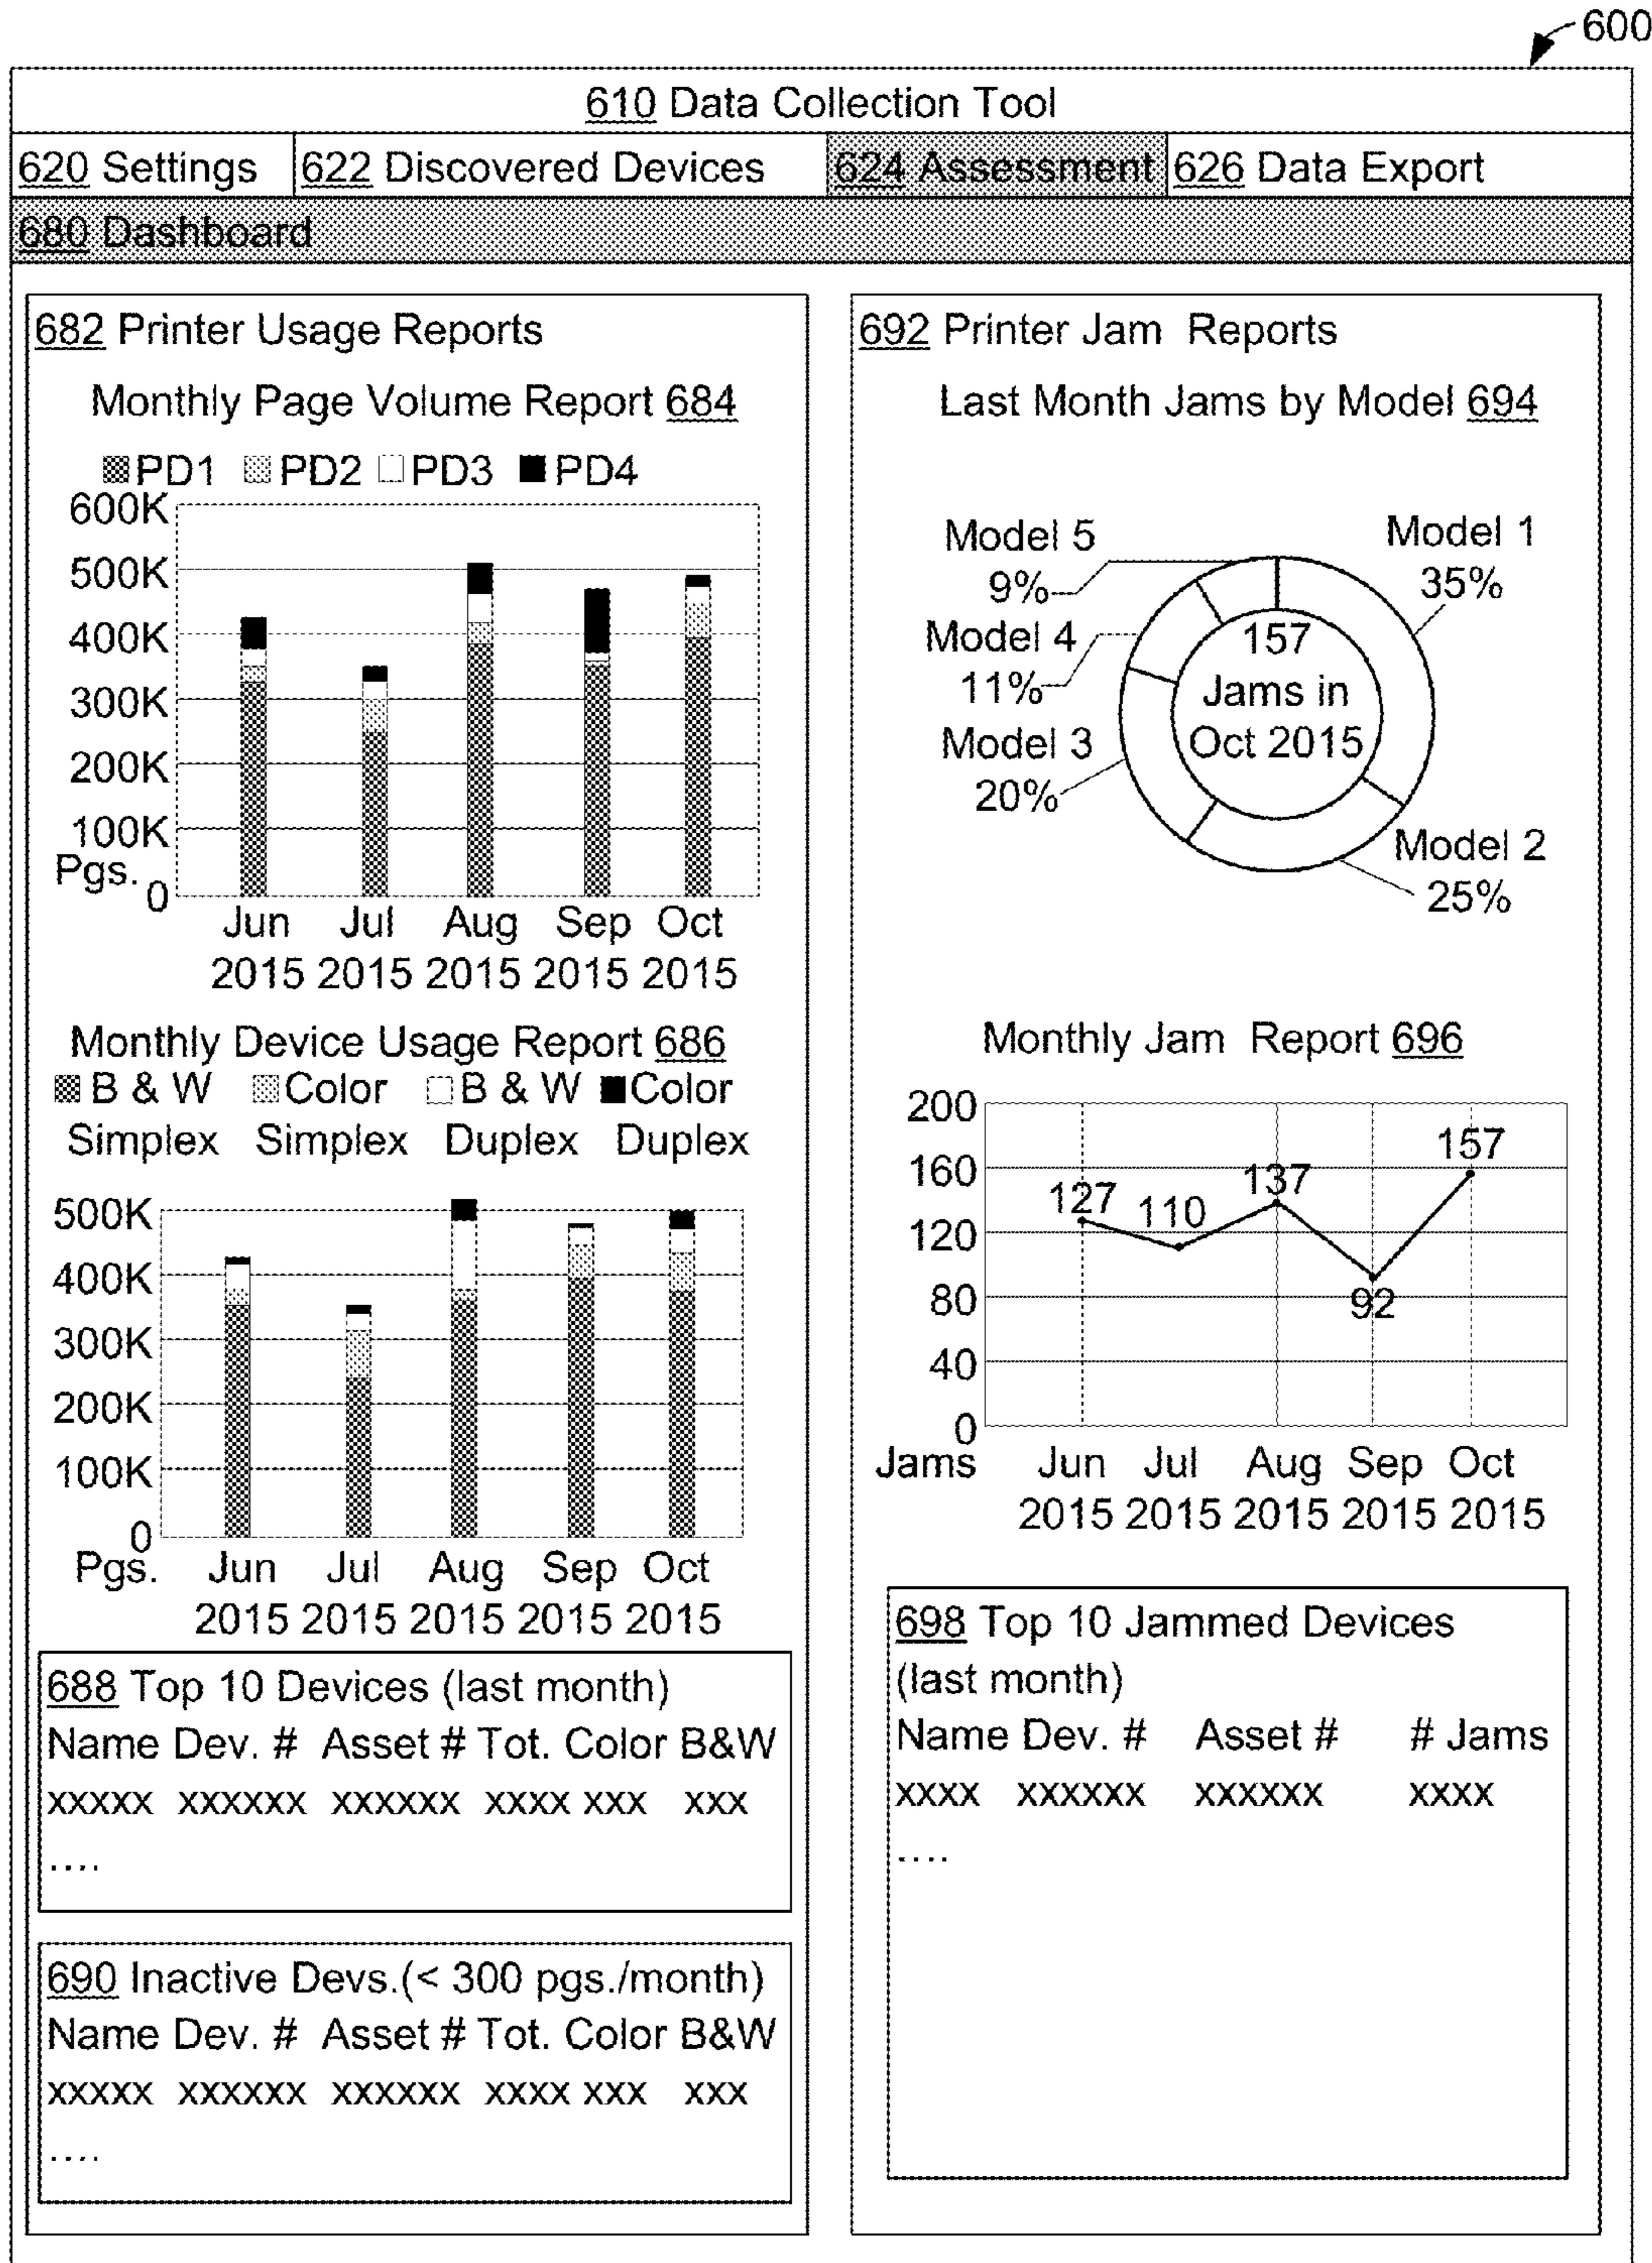 600
610 Data Collection Tool
620 Settings 622 Discovered Devices 624 Assessment 626 Data Export
680 Dashboard
682 Printer Usage Reports
Monthly Page Volume Report 684
PD1 PD2 PD3 PD4
600K
500K
400K
300K
200K
100K
Pgs.
0
Jun Jul Aug Sep Oct
2015 2015 2015 2015 2015
Monthly Device Usage Report 686
B & W Color B & W Color
Simplex Simplex Duplex Duplex
500K
400K
300K
200K
100K
0
Pgs. Jun Jul Aug Sep Oct
2015 2015 2015 2015 2015
688 Top 10 Devices (last month)
Name Dev. # Asset # Tot. Color B&W
xxxxx xxxxxx xxxxxx xxxx xxx xxx
....
690 Inactive Devs.(< 300 pgs./month)
Name Dev. # Asset # Tot. Color B&W
xxxxx xxxxxx xxxxxx xxxx xxx xxx
....
692 Printer Jam Reports
Last Month Jams by Model 694
Model 5
9%
Model 1
35%
Model 4
11%
157
Jams in
Oct 2015
Model 3
20%
Model 2
25%
Monthly Jam Report 696
200
160
120
80
40
0
127 110 137 92 157
Jams Jun Jul Aug Sep Oct
2015 2015 2015 2015 2015
698 Top 10 Jammed Devices
(last month)
Name Dev. # Asset # # Jams
xxxx xxxxxx xxxxxx xxxx
....